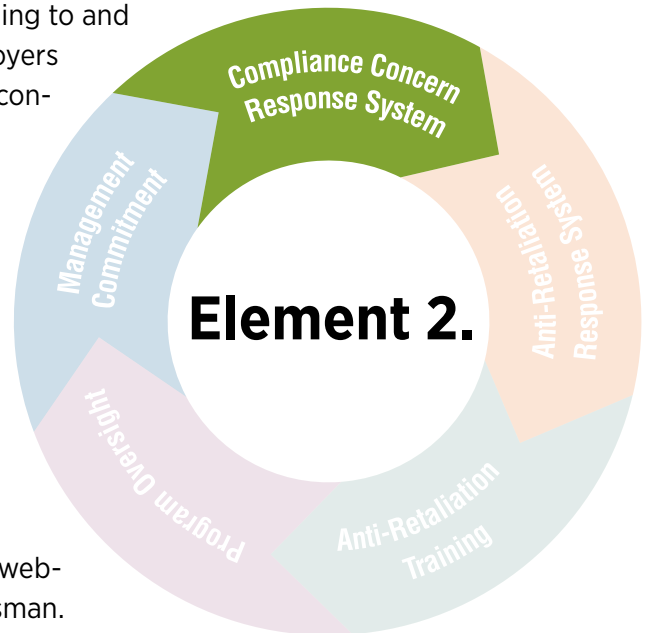 ing to and
oyers
con-
Compliance Concern
Response System
Anti-Retaliation
Response System
Anti-Retaliation
Training
Program Oversight
Management
Commitment
Element 2.
web-
sman.